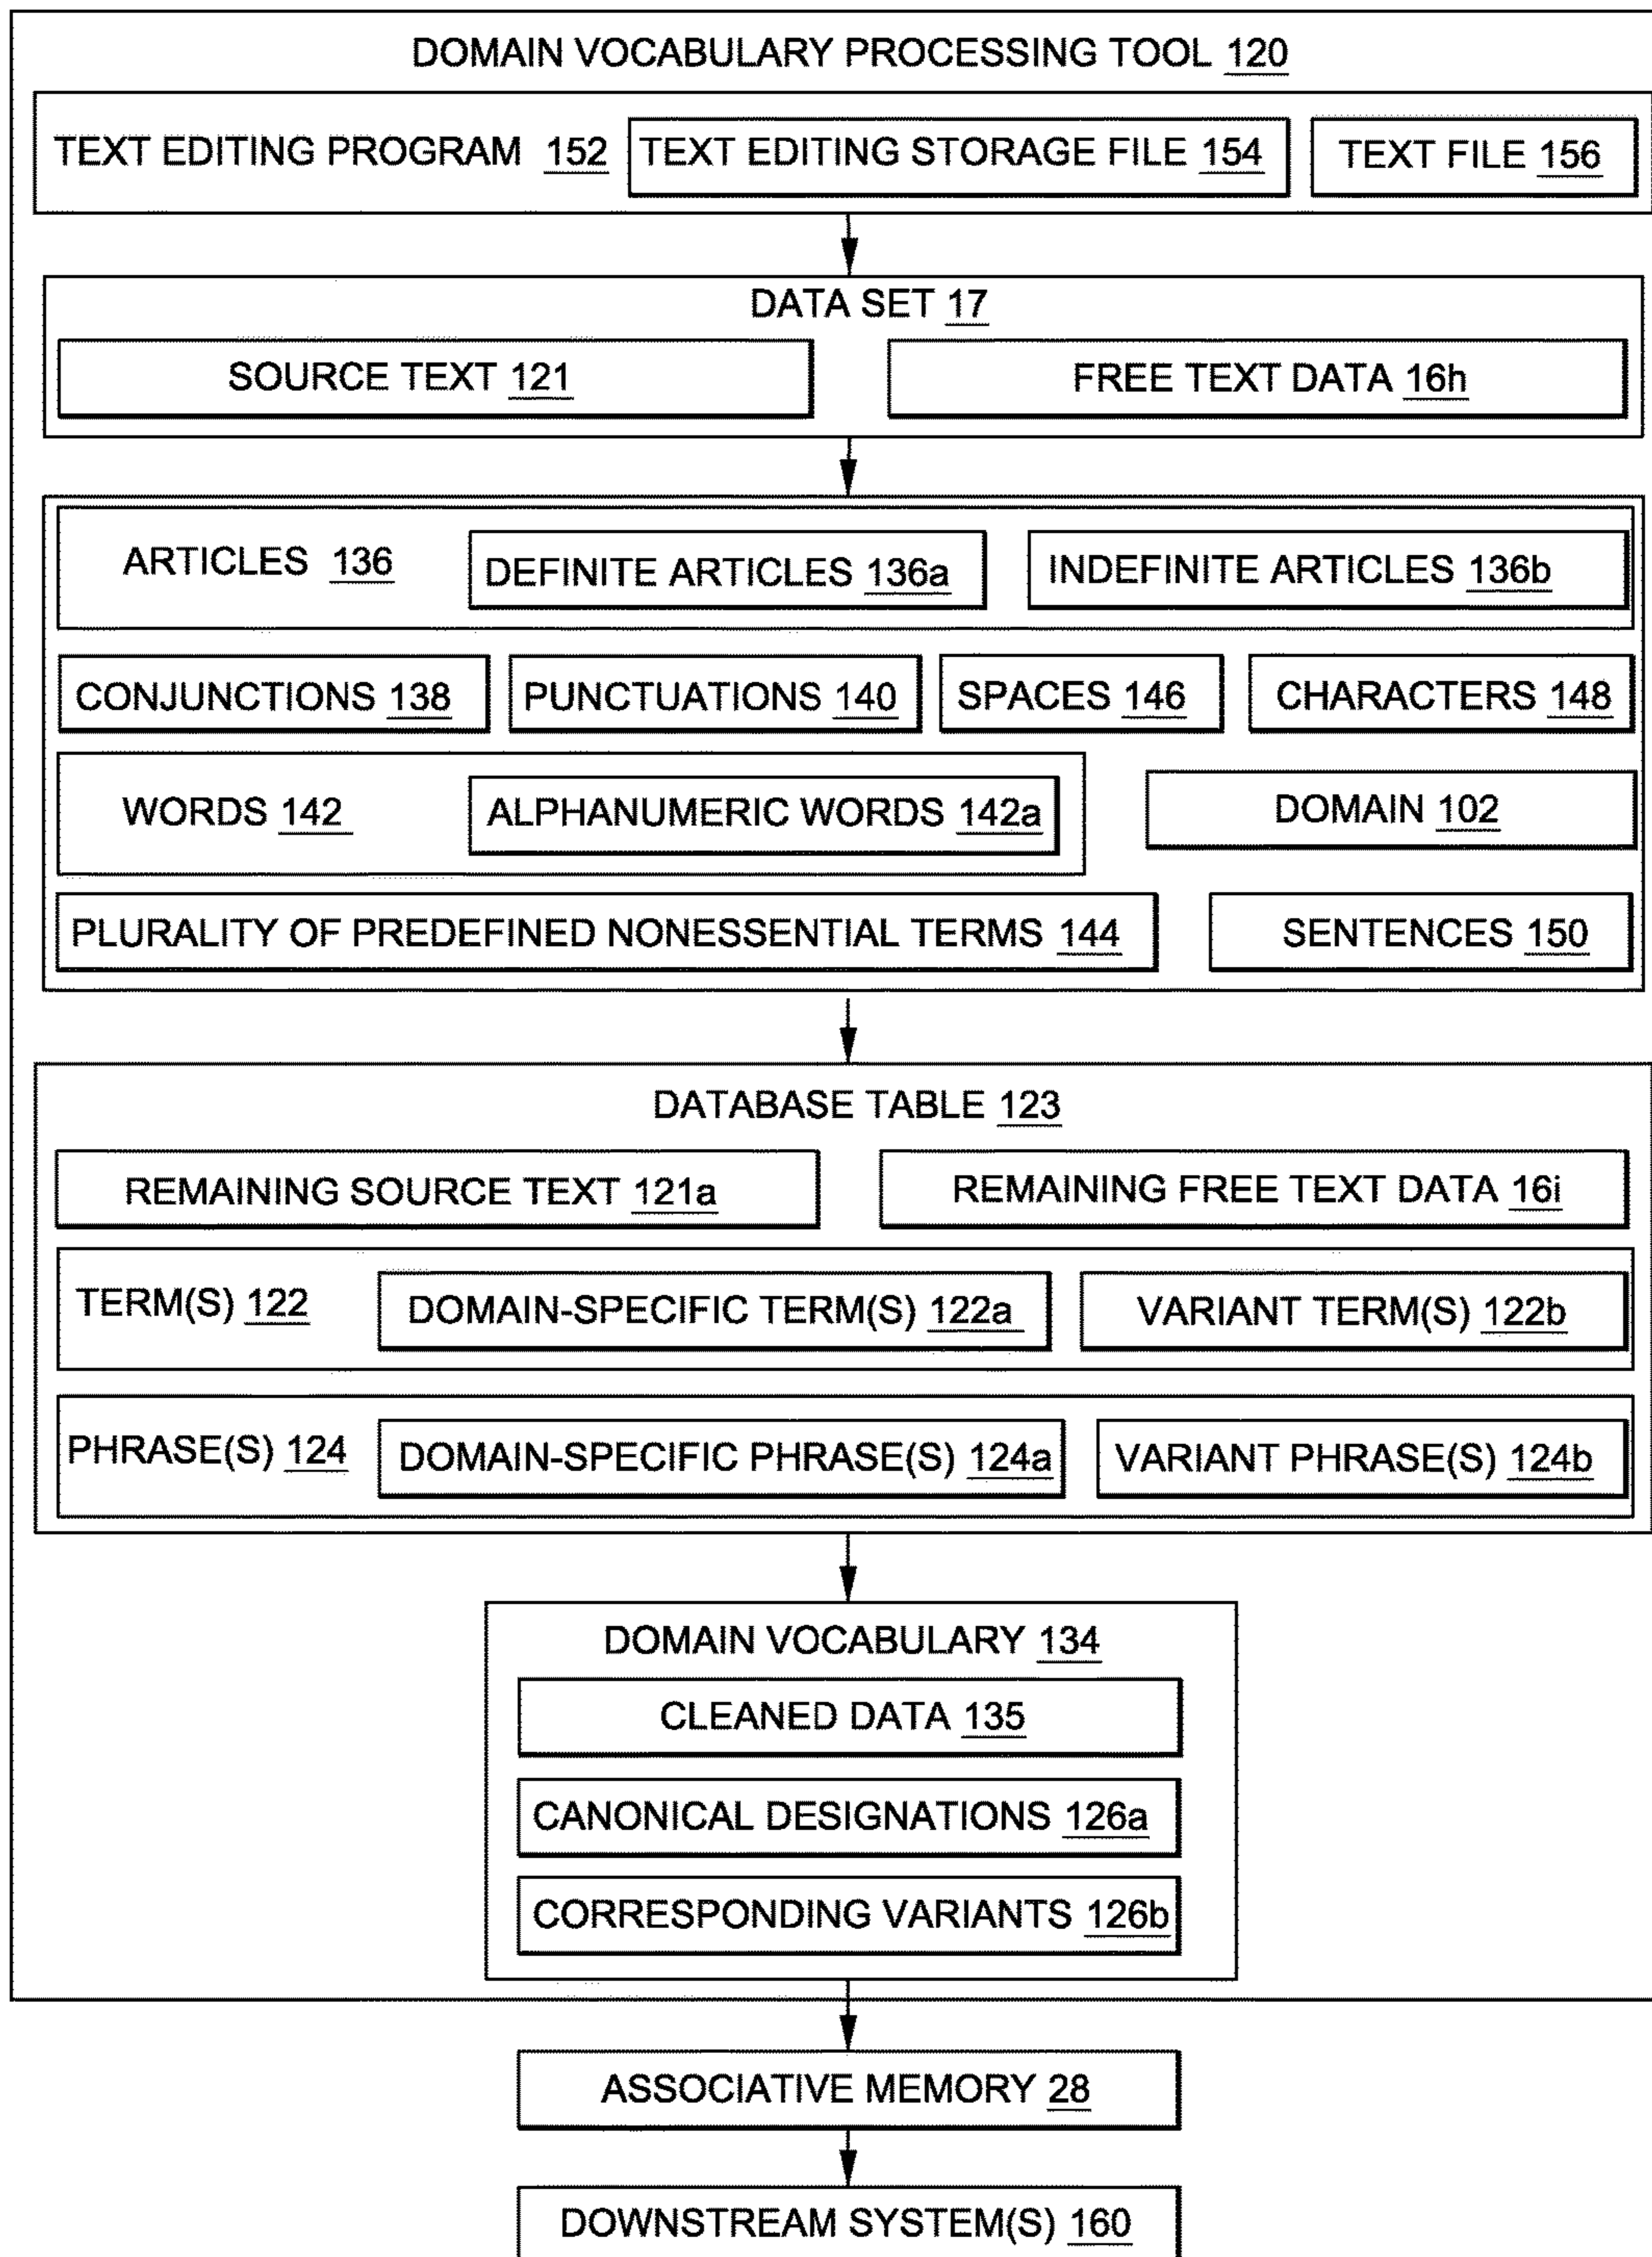 DOMAIN VOCABULARY PROCESSING TOOL 120
TEXT EDITING PROGRAM 152 TEXT EDITING STORAGE FILE 154 TEXT FILE 156
DATA SET 17
SOURCE TEXT 121 FREE TEXT DATA 16h
ARTICLES 136 DEFINITE ARTICLES 136a INDEFINITE ARTICLES 136b
CONJUNCTIONS 138 PUNCTUATIONS 140 SPACES 146 CHARACTERS 148
WORDS 142 ALPHANUMERIC WORDS 142a DOMAIN 102
PLURALITY OF PREDEFINED NONESSENTIAL TERMS 144 SENTENCES 150
DATABASE TABLE 123
REMAINING SOURCE TEXT 121a REMAINING FREE TEXT DATA 16i
TERM(S) 122 DOMAIN-SPECIFIC TERM(S) 122a VARIANT TERM(S) 122b
PHRASE(S) 124 DOMAIN-SPECIFIC PHRASE(S) 124a VARIANT PHRASE(S) 124b
DOMAIN VOCABULARY 134
CLEANED DATA 135
CANONICAL DESIGNATIONS 126a
CORRESPONDING VARIANTS 126b
ASSOCIATIVE MEMORY 28
DOWNSTREAM SYSTEM(S) 160